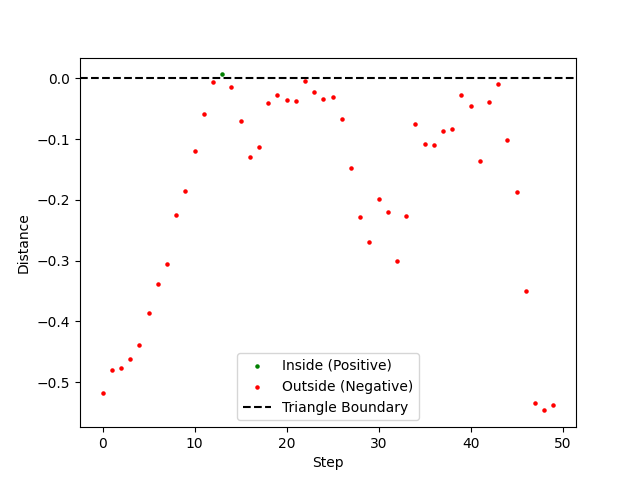 0.0
−0.1
−0.2
−0.3
−0.4
−0.5
Distance
Inside (Positive)
Outside (Negative)
Triangle Boundary
0 10 20 30 40 50
Step